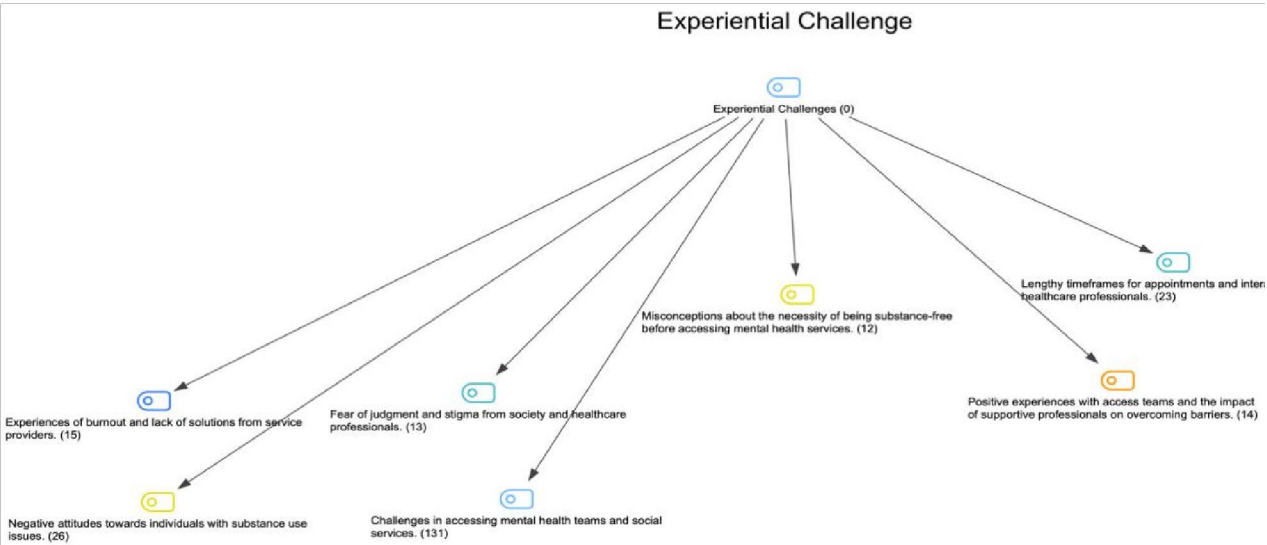 Experiential Challenge
Experiential Challenges (0)
Lengthy timeframes for appointments and
healthcare professionals. (23)
Misconceptions about the necessity of being substance-free
before accessing mental health services. (12)
Positive experiences with access teams and the impact
of supportive professionals on overcoming barriers. (14)
Experiences of burnout and lack of solutions from service
providers. (15)
Fear of judgment and stigma from society and healthcare
professionals. (13)
Negative attitudes towards individuals with substance use
issues. (26)
Challenges in accessing mental health teams and social
services. (131)